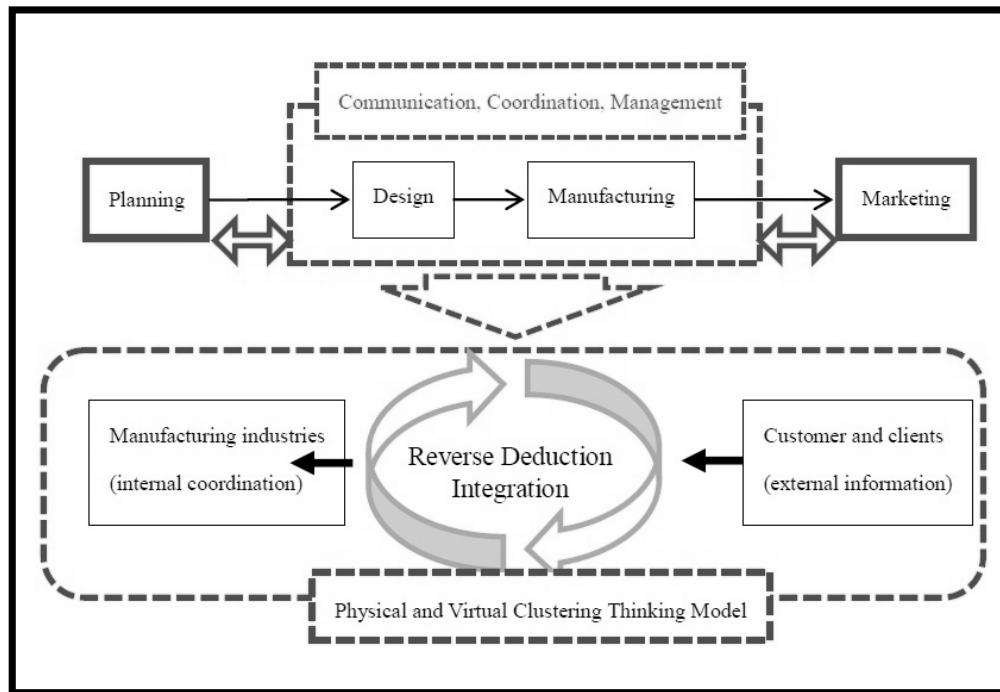 Communication, Coordination, Management
Planning
Design
Manufacturing
Marketing
Manufacturing industries
(internal coordination)
Reverse Deduction
Integration
Customer and clients
(external information)
Physical and Virtual Clustering Thinking Model